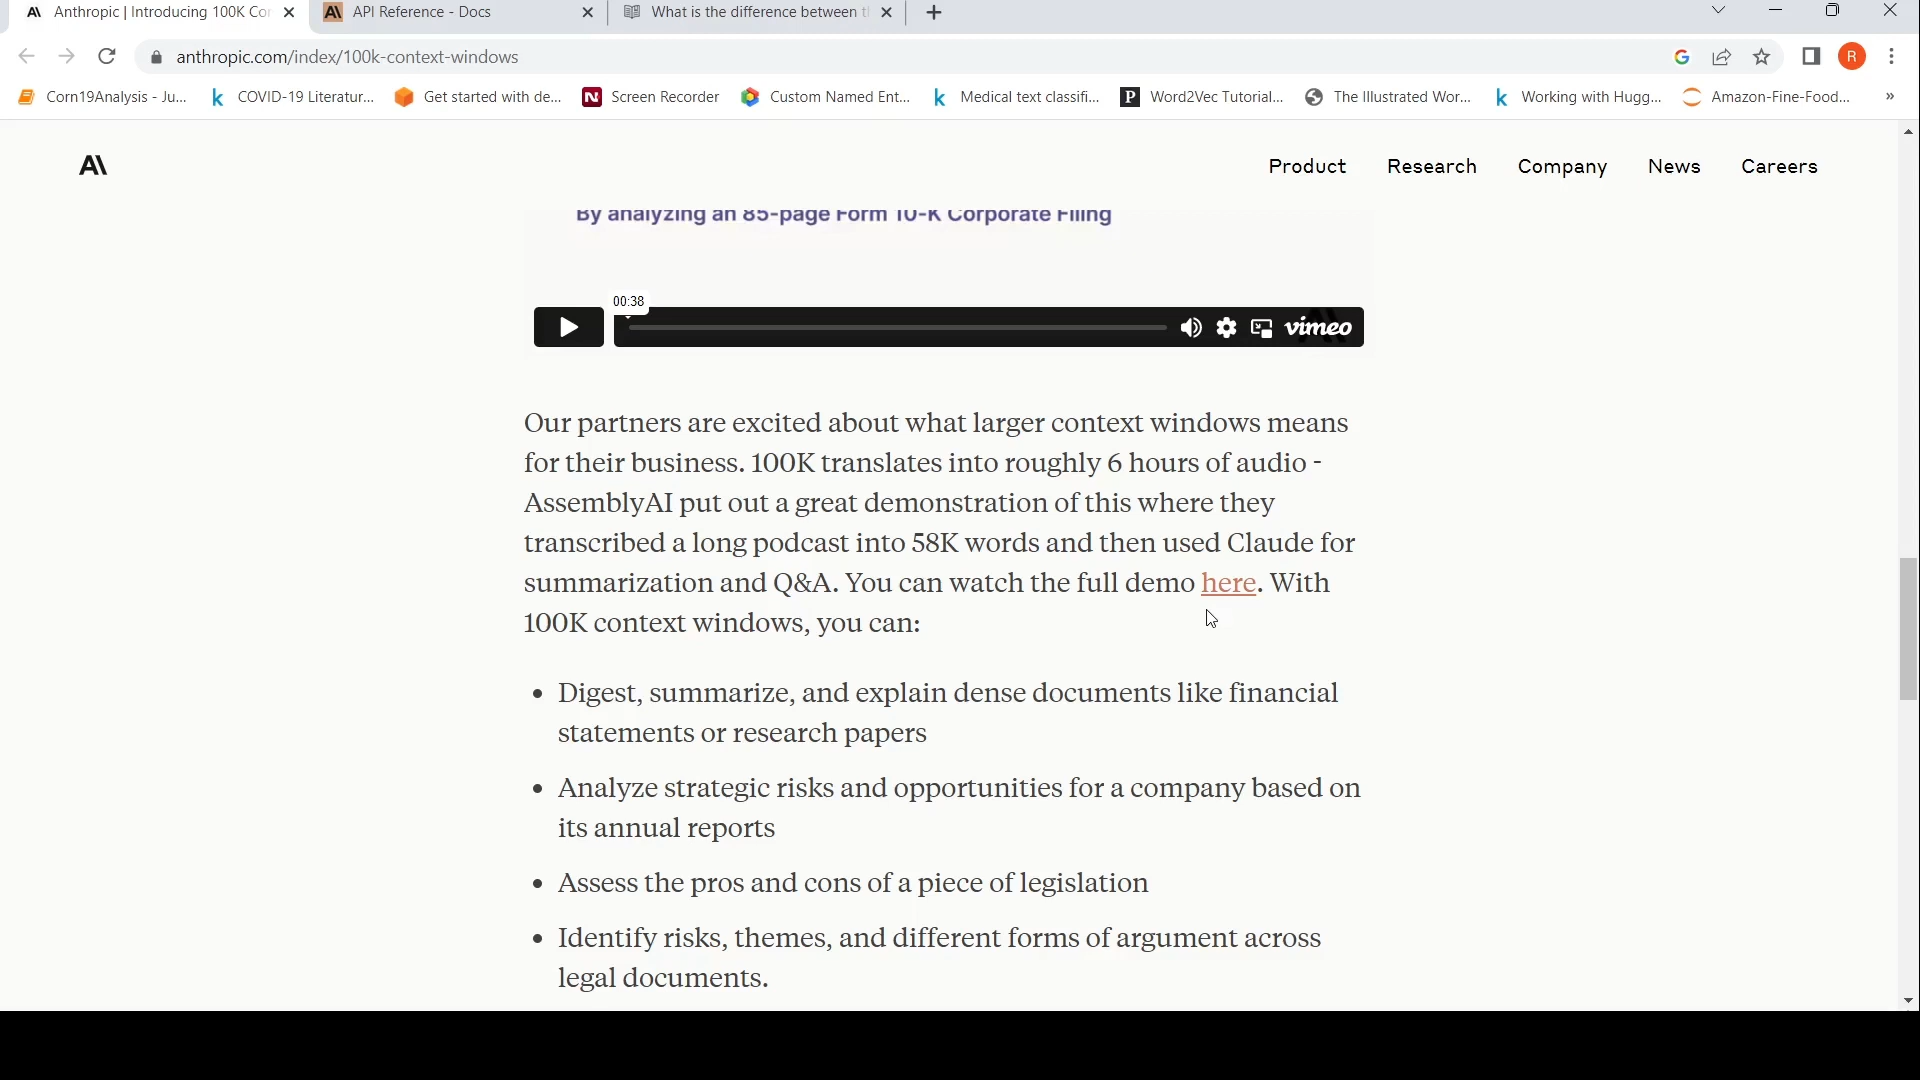 Anthropic | Introducing 100K Co
API Reference - Docs
What is the difference between t
anthropic.com/index/100k-context-windows
R
Corn19Analysis - Ju...
COVID-19 Literatur...
Get started with de...
Screen Recorder
Custom Named Ent...
Medical text classifi...
Word2Vec Tutorial...
The Illustrated Wor...
Working with Hugg...
Amazon-Fine-Food...
»
A\
Product
Research
Company
News
Careers
By analyzing an 85-page Form 10-K Corporate Filing
00:38
vimeo
Our partners are excited about what larger context windows means
for their business. 100K translates into roughly 6 hours of audio -
AssemblyAI put out a great demonstration of this where they
transcribed a long podcast into 58K words and then used Claude for
summarization and Q&A. You can watch the full demo here. With
100K context windows, you can:
• Digest, summarize, and explain dense documents like financial
statements or research papers
• Analyze strategic risks and opportunities for a company based on
its annual reports
• Assess the pros and cons of a piece of legislation
• Identify risks, themes, and different forms of argument across
legal documents.